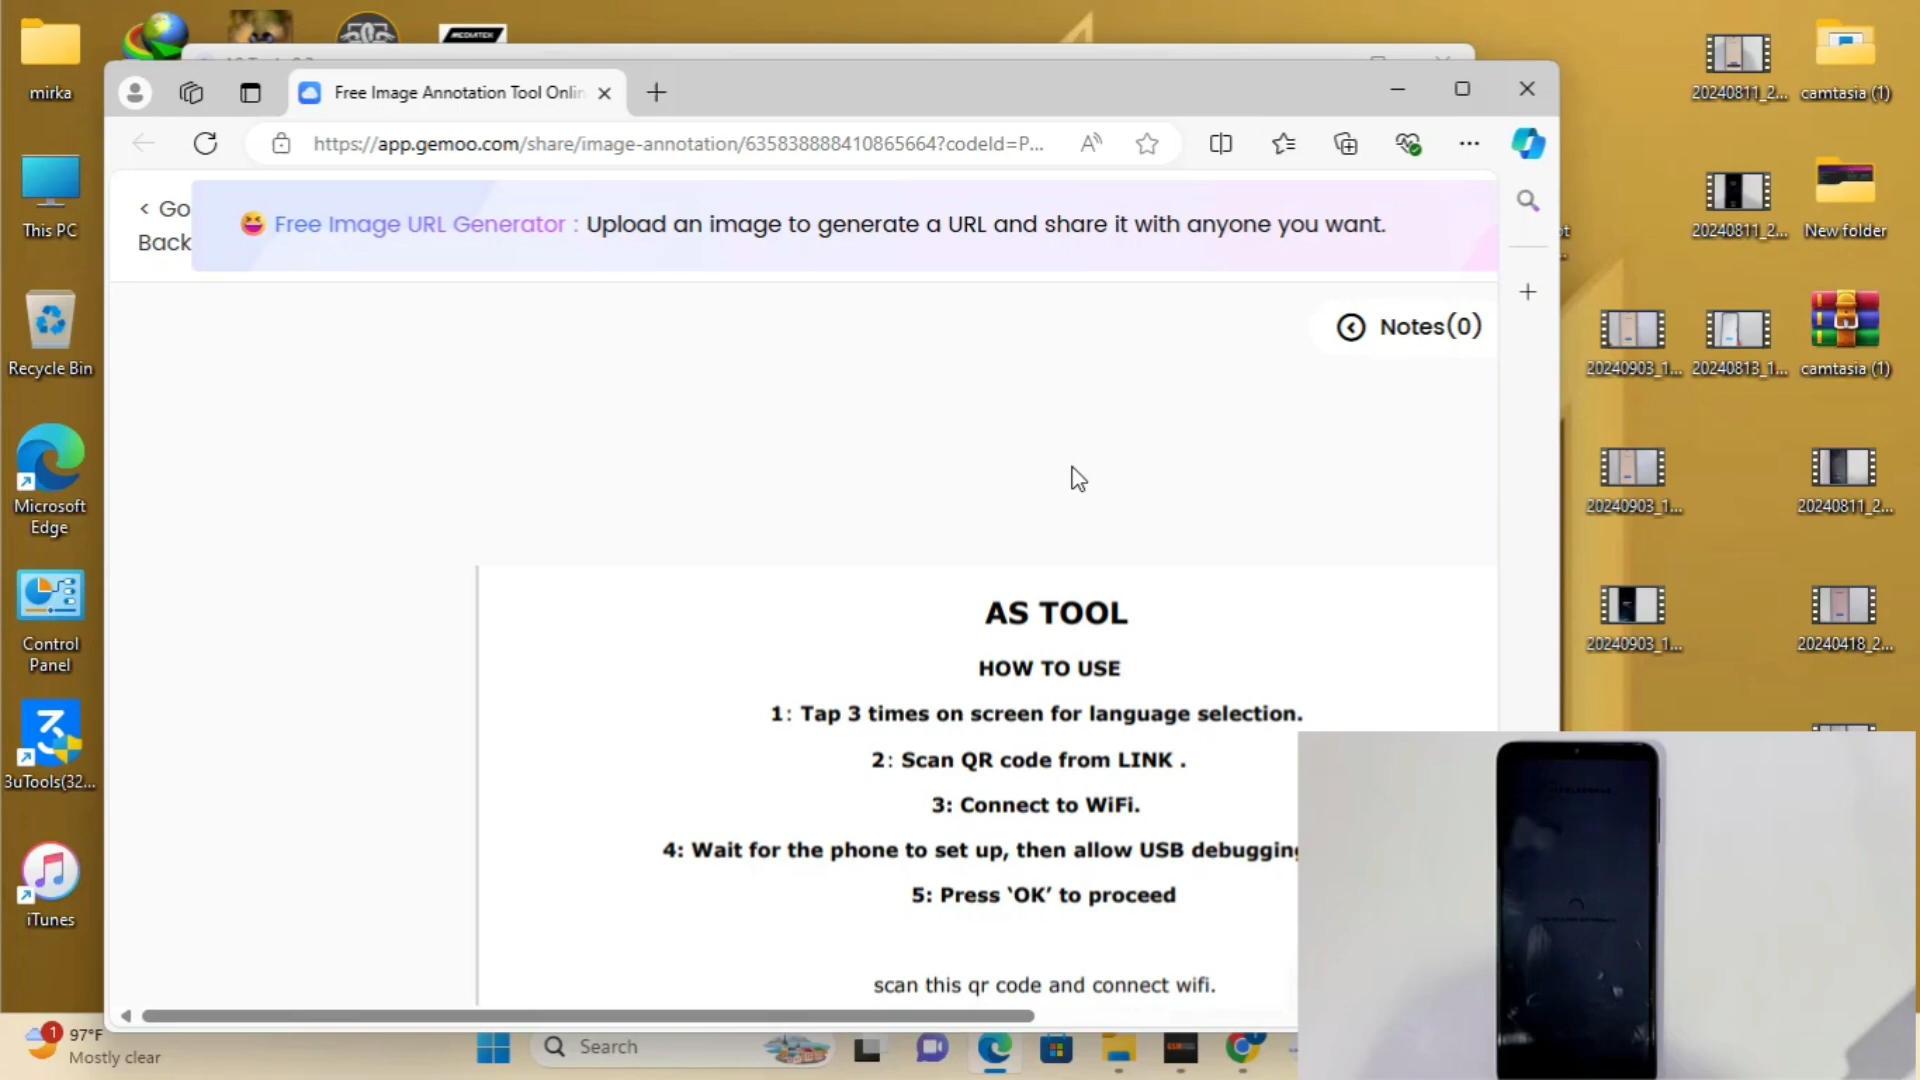 mirka
MEDIATEK
20240811_2...
camtasia (1)
Free Image Annotation Tool Onlin
https://app.gemoo.com/share/image-annotation/635838888410865664?codeId=P...
This PC
< Go
Back
Free Image URL Generator : Upload an image to generate a URL and share it with anyone you want.
20240811_2...
New folder
Notes(0)
Recycle Bin
20240903_1...
20240813_1...
camtasia (1)
Microsoft
Edge
20240903_1...
20240811_2...
AS TOOL
HOW TO USE
1: Tap 3 times on screen for language selection.
2: Scan QR code from LINK .
3: Connect to WiFi.
4: Wait for the phone to set up, then allow USB debugging
5: Press ‘OK’ to proceed
scan this qr code and connect wifi.
Control
Panel
20240903_1...
20240418_2...
3uTools(32...
iTunes
1
97°F
Mostly clear
Search